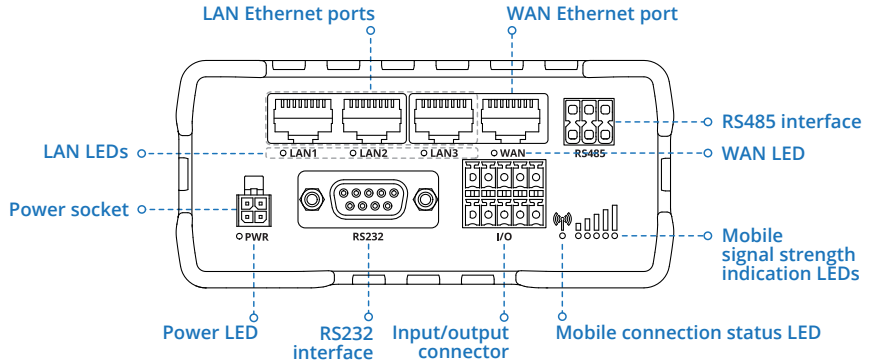 LAN Ethernet ports
WAN Ethernet port
RS485 interface
LAN LEDs
LAN1
LAN2
LAN3
WAN
RS485
WAN LED
Power socket
PWR
RS232
I/O
Mobile
signal strength
indication LEDs
Power LED
RS232
interface
Input/output
connector
Mobile connection status LED